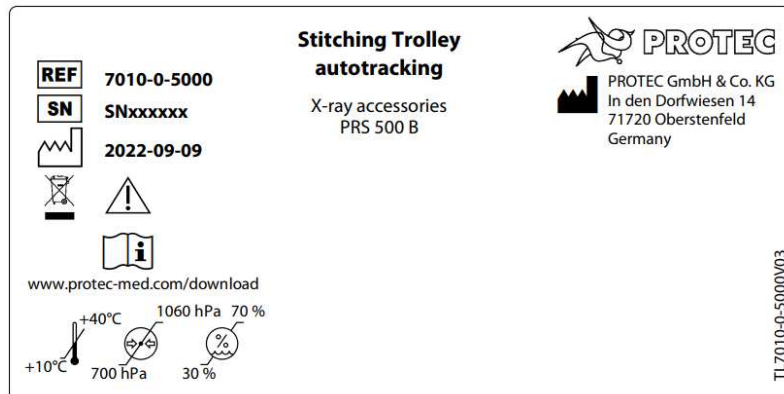 Stitching Trolley
autotracking
X-ray accessories
PRS 500 B
PROTEC
PROTEC GmbH & Co. KG
In den Dorfwiesen 14
71720 Oberstenfeld
Germany
REF 7010-0-5000
SN SNxxxxxx
2022-09-09
i
www.protec-med.com/download
+40°C
+10°C
1060 hPa
700 hPa
70 %
%
30 %
TL7010-0-5000V03